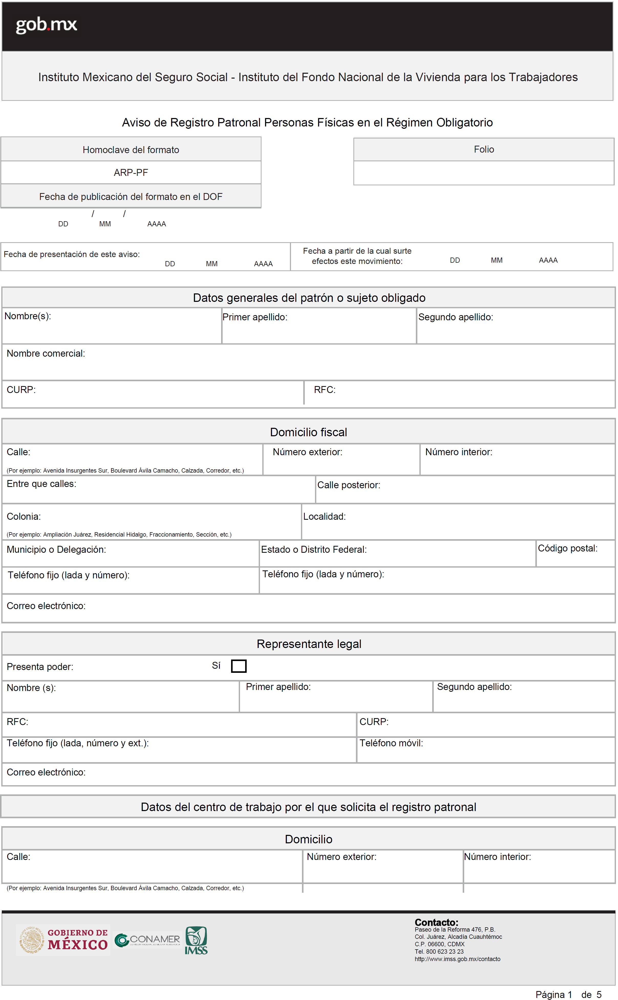 gob.mx
Instituto Mexicano del Seguro Social - Instituto del Fondo Nacional de la Vivienda para los Trabajadores
Aviso de Registro Patronal Personas Físicas en el Régimen Obligatorio
Homoclave del formato
Folio
ARP-PF
Fecha de publicación del formato en el DOF
/ /
DD MM AAAA
Fecha de presentación de este aviso:
DD MM AAAA
Fecha a partir de la cual surte
efectos este movimiento:
DD MM AAAA
Datos generales del patrón o sujeto obligado
Nombre(s): Primer apellido: Segundo apellido:
Nombre comercial:
CURP: RFC:
Domicilio fiscal
Calle: Número exterior: Número interior:
(Por ejemplo: Avenida Insurgentes Sur, Boulevard Ávila Camacho, Calzada, Corredor, etc.)
Entre que calles: Calle posterior:
Colonia: Localidad:
(Por ejemplo: Ampliación Juárez, Residencial Hidalgo, Fraccionamiento, Sección, etc.)
Municipio o Delegación: Estado o Distrito Federal: Código postal:
Teléfono fijo (lada y número): Teléfono fijo (lada y número):
Correo electrónico:
Representante legal
Presenta poder: Sí
Nombre (s): Primer apellido: Segundo apellido:
RFC: CURP:
Teléfono fijo (lada, número y ext.): Teléfono móvil:
Correo electrónico:
Datos del centro de trabajo por el que solicita el registro patronal
Domicilio
Calle: Número exterior: Número interior:
(Por ejemplo: Avenida Insurgentes Sur, Boulevard Ávila Camacho, Calzada, Corredor, etc.)
GOBIERNO DE
MÉXICO
CONAMER
IMSS
Contacto:
Paseo de la Reforma 476, P.B.
Col. Juárez, Alcadía Cuauhtémoc
C.P. 06600, CDMX
Tel. 800 623 23 23
http://www.imss.gob.mx/contacto
Página 1 de 5